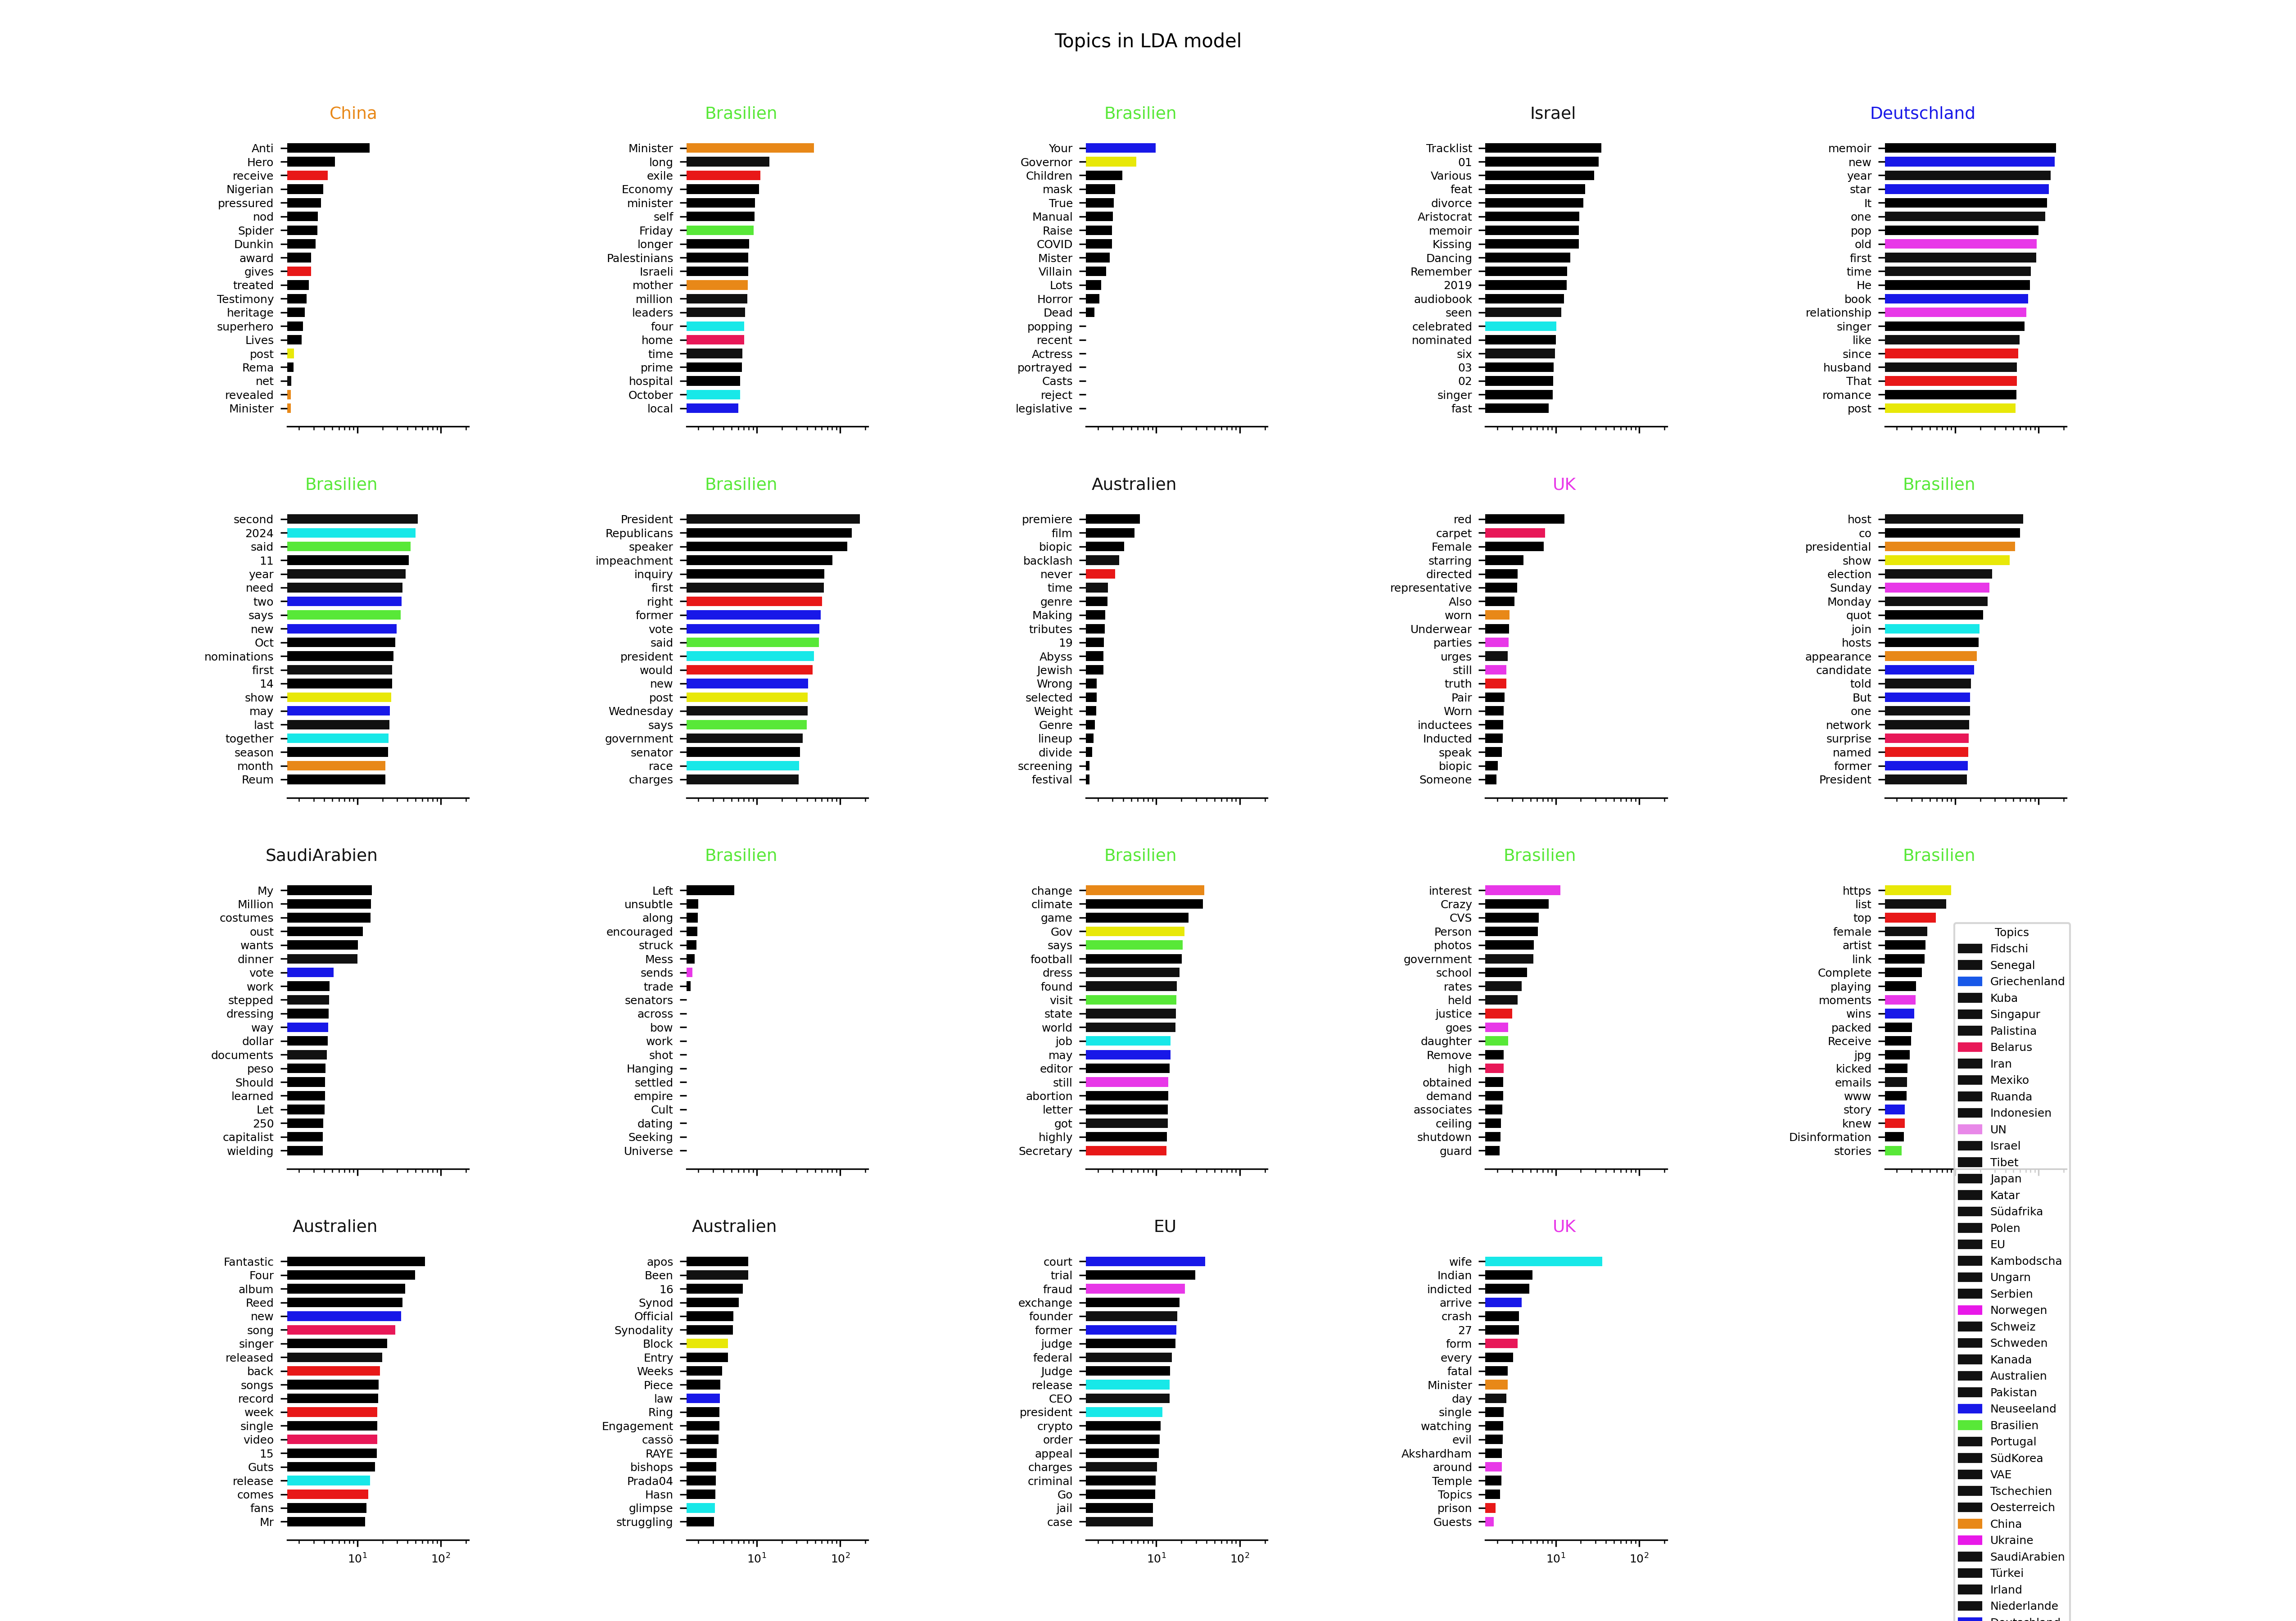 Topics in LDA model
China
Anti
Hero
receive
Nigerian
pressured
nod
Spider
Dunkin
award
gives
treated
Testimony
heritage
superhero
Lives
post
Rema
net
revealed
Minister
Brasilien
Minister
long
exile
Economy
minister
self
Friday
longer
Palestinians
Israeli
mother
million
leaders
four
home
time
prime
hospital
October
local
Brasilien
Your
Governor
Children
mask
True
Manual
Raise
COVID
Mister
Villain
Lots
Horror
Dead
popping
recent
Actress
portrayed
Casts
reject
legislative
Israel
Tracklist
01
Various
feat
divorce
Aristocrat
memoir
Kissing
Dancing
Remember
2019
audiobook
seen
celebrated
nominated
six
03
02
singer
fast
Deutschland
memoir
new
year
star
It
one
pop
old
first
time
He
book
relationship
singer
like
since
husband
That
romance
post
Brasilien
second
2024
said
11
year
need
two
says
new
Oct
nominations
first
14
show
may
last
together
season
month
Reum
Brasilien
President
Republicans
speaker
impeachment
inquiry
first
right
former
vote
said
president
would
new
post
Wednesday
says
government
senator
race
charges
Australien
premiere
film
biopic
backlash
never
time
genre
Making
tributes
19
Abyss
Jewish
Wrong
selected
Weight
Genre
lineup
divide
screening
festival
UK
red
carpet
Female
starring
directed
representative
Also
worn
Underwear
parties
urges
still
truth
Pair
Worn
inductees
Inducted
speak
biopic
Someone
Brasilien
host
co
presidential
show
election
Sunday
Monday
quot
join
hosts
appearance
candidate
told
But
one
network
surprise
named
former
President
SaudiArabien
My
Million
costumes
oust
wants
dinner
vote
work
stepped
dressing
way
dollar
documents
peso
Should
learned
Let
250
capitalist
wielding
Brasilien
Left
unsubtle
along
encouraged
struck
Mess
sends
trade
senators
across
bow
work
shot
Hanging
settled
empire
Cult
dating
Seeking
Universe
Brasilien
change
climate
game
Gov
says
football
dress
found
visit
state
world
job
may
editor
still
abortion
letter
got
highly
Secretary
Brasilien
interest
Crazy
CVS
Person
photos
government
school
rates
held
justice
goes
daughter
Remove
high
obtained
demand
associates
ceiling
shutdown
guard
Brasilien
https
list
top
female
artist
link
Complete
playing
moments
wins
packed
Receive
jpg
kicked
emails
www
story
knew
Disinformation
stories
Australien
Fantastic
Four
album
Reed
new
song
singer
released
back
songs
record
week
single
video
15
Guts
release
comes
fans
Mr
10¹ 10²
Australien
apos
Been
16
Synod
Official
Synodality
Block
Entry
Weeks
Piece
law
Ring
Engagement
cassö
RAYE
bishops
Prada04
Hasn
glimpse
struggling
10¹ 10²
EU
court
trial
fraud
exchange
founder
former
judge
federal
Judge
release
CEO
president
crypto
order
appeal
charges
criminal
Go
jail
case
10¹ 10²
UK
wife
Indian
indicted
arrive
crash
27
form
every
fatal
Minister
day
single
watching
evil
Akshardham
around
Temple
Topics
prison
Guests
10¹ 10²
Topics
Fidschi
Senegal
Griechenland
Kuba
Singapur
Palistina
Belarus
Iran
Mexiko
Ruanda
Indonesien
UN
Israel
Tibet
Japan
Katar
Südafrika
Polen
EU
Kambodscha
Ungarn
Serbien
Norwegen
Schweiz
Schweden
Kanada
Australien
Pakistan
Neuseeland
Brasilien
Portugal
SüdKorea
VAE
Tschechien
Oesterreich
China
Ukraine
SaudiArabien
Türkei
Irland
Niederlande